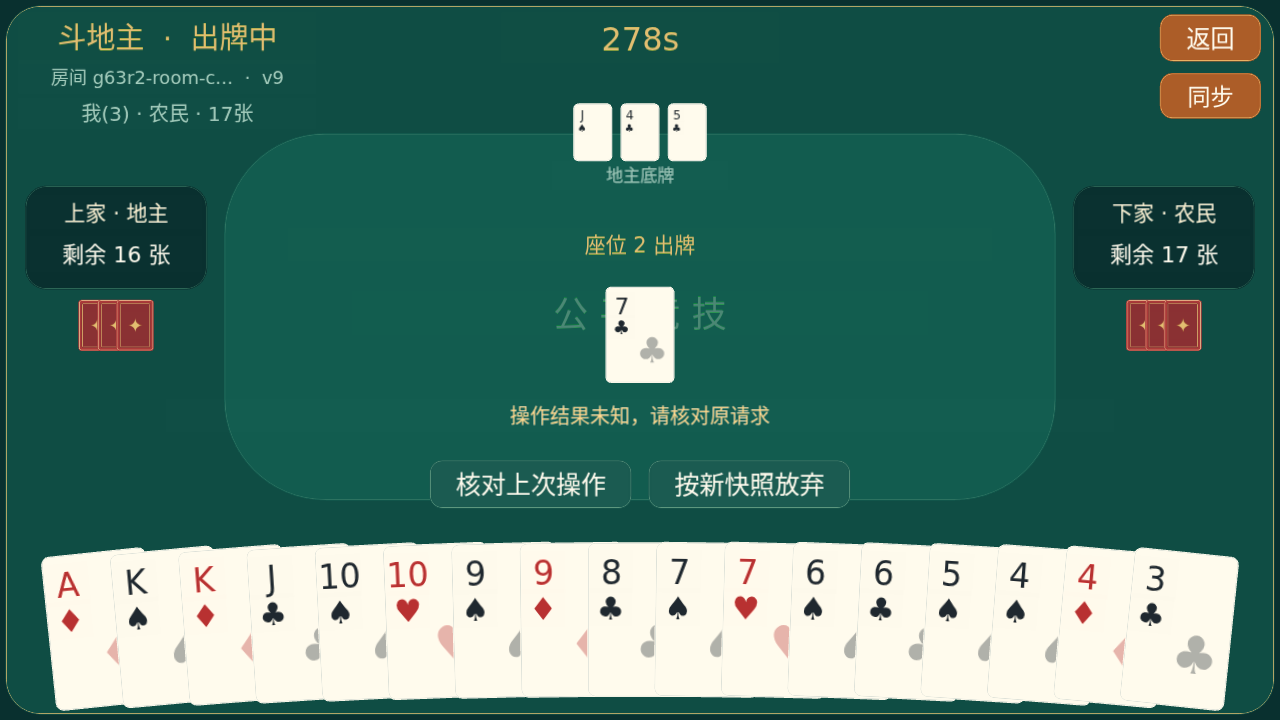 斗地主 · 出牌中
278s
返回
房间 g63r2-room-c... · v9
同步
我(3) · 农民 · 17张
J
4
5
地主底牌
上家 · 地主
剩余 16 张
下家 · 农民
剩余 17 张
座位 2 出牌
7
公
技
操作结果未知，请核对原请求
核对上次操作
按新快照放弃
A K K J 10 10 9 9 8 7 7 6 6 5 4 4 3